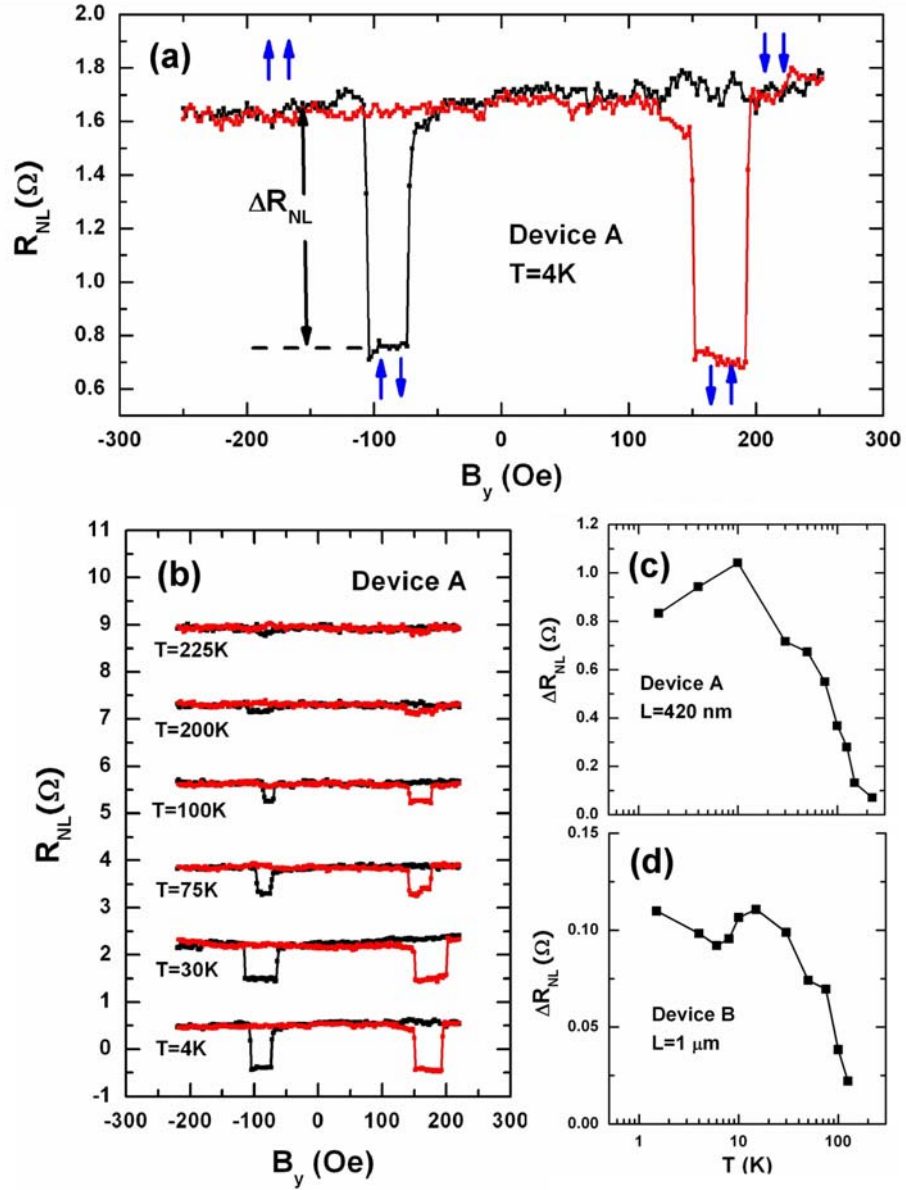 (a)
R_NL(Ω)
2.0
1.8
1.6
1.4
1.2
1.0
0.8
0.6
ΔR_NL
Device A
T=4K
-300 -200 -100 0 100 200 300
B_y (Oe)
(b)
Device A
R_NL(Ω)
11
10
9
8
7
6
5
4
3
2
1
0
-1
T=225K
T=200K
T=100K
T=75K
T=30K
T=4K
-300 -200 -100 0 100 200 300
B_y (Oe)
(c)
ΔR_NL(Ω)
1.2
1.0
0.8
0.6
0.4
0.2
0.0
Device A
L=420 nm
(d)
ΔR_NL(Ω)
0.15
0.10
0.05
0.00
Device B
L=1 μm
1 10 100
T (K)